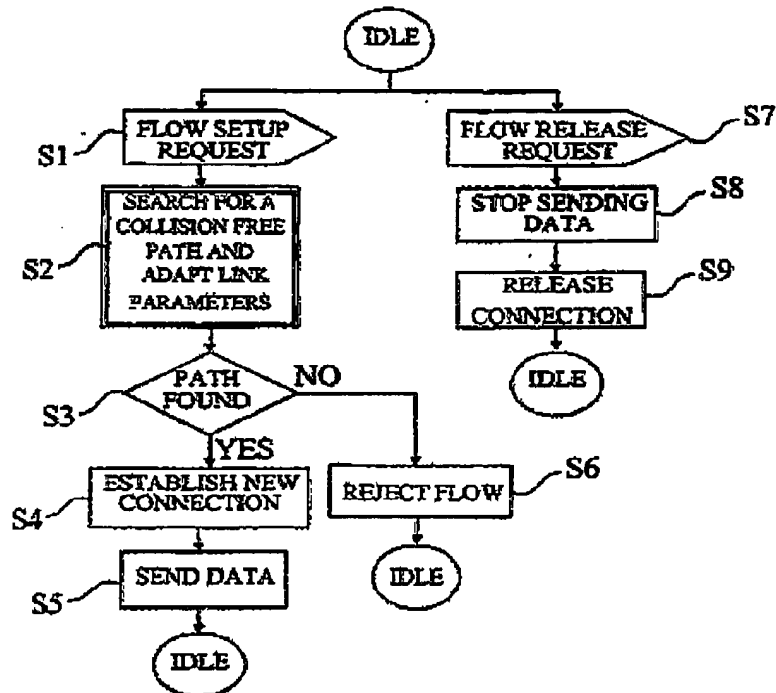 IDLE
S1
FLOW SETUP
REQUEST
FLOW RELEASE
REQUEST
S7
S2
SEARCH FOR A
COLLISION FREE
PATH AND
ADAPT LINK
PARAMETERS
STOP SENDING
DATA
S8
RELEASE
CONNECTION
S9
S3
PATH
FOUND
NO
IDLE
YES
S4
ESTABLISH NEW
CONNECTION
REJECT FLOW
S6
S5
SEND DATA
IDLE
IDLE